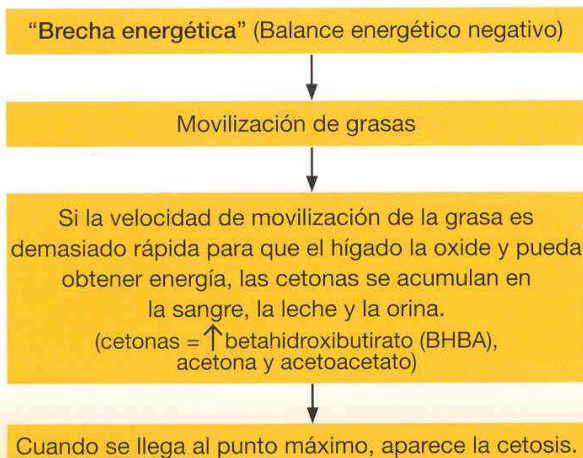 “Brecha energética” (Balance energético negativo)
Movilización de grasas
Si la velocidad de movilización de la grasa es
demasiado rápida para que el hígado la oxide y pueda
obtener energía, las cetonas se acumulan en
la sangre, la leche y la orina.
(cetonas = ↑ betahidroxibutirato (BHBA),
acetona y acetoacetato)
Cuando se llega al punto máximo, aparece la cetosis.